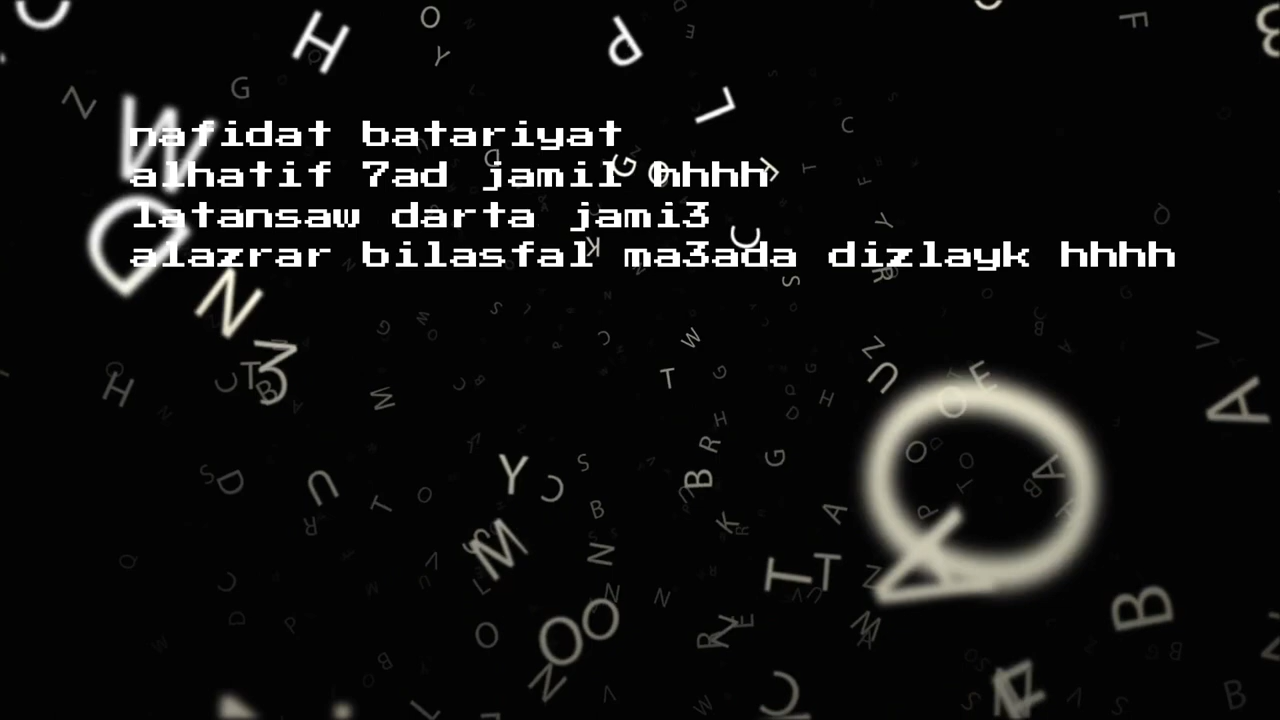 nafidat batariyat
alhatif 7ad jamil hhhh
latansaw darta jami3
alazrar bilasfal ma3ada dizlayk hhhh